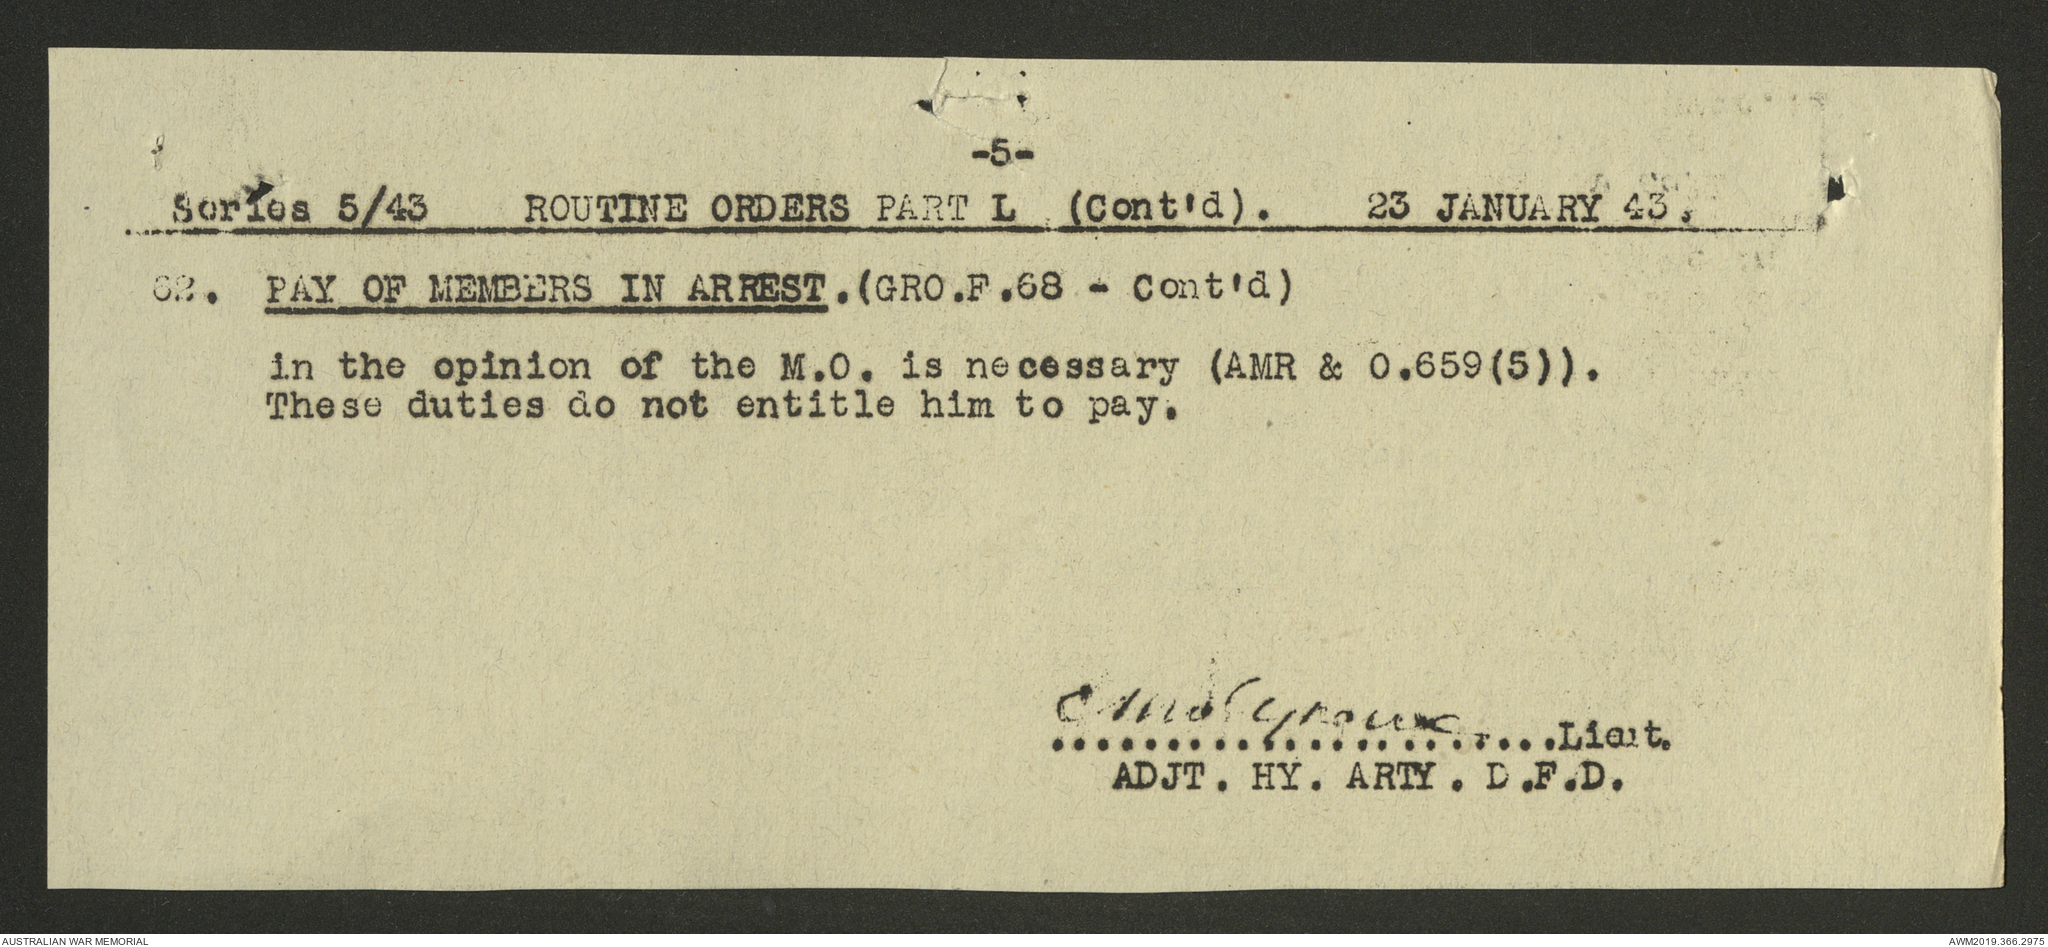 -5-
Series 5/43 ROUTINE ORDERS PART L (Cont'd). 23 JANUARY 43.
62. PAY OF MEMBERS IN ARREST.(GRO.F.68 - Cont'd)
in the opinion of the M.O. is necessary (AMR & O.659(5)).
These duties do not entitle him to pay.
C Molyneux
....................Lieut.
ADJT. HY. ARTY. D.F.D.
AUSTRALIAN WAR MEMORIAL
AWM2019.366.2975